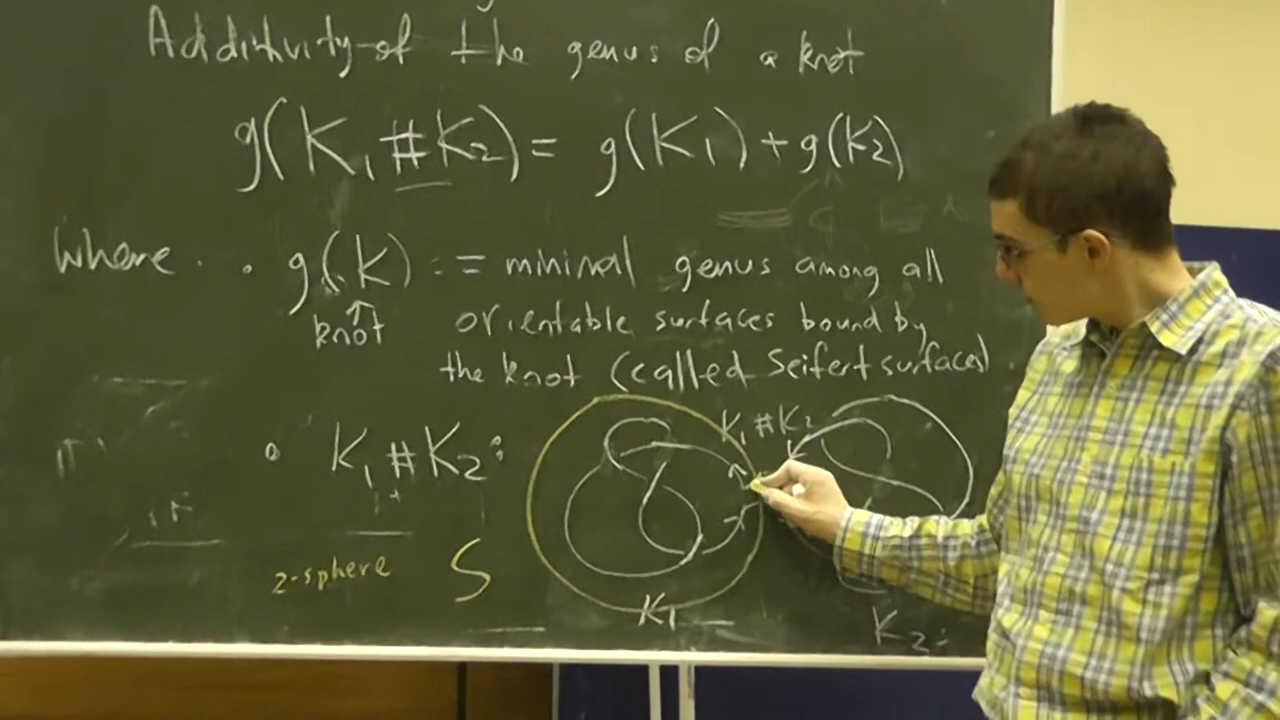 Additivity of the genus of a knot
g(K₁#K₂) = g(K₁) + g(K₂)
Where . . g(K) := minimal genus among all
knot orientable surfaces bound by
the knot (called Seifert surfaces).
K₁#K₂
K₁#K₂:
2-sphere S
K₁
K₂: